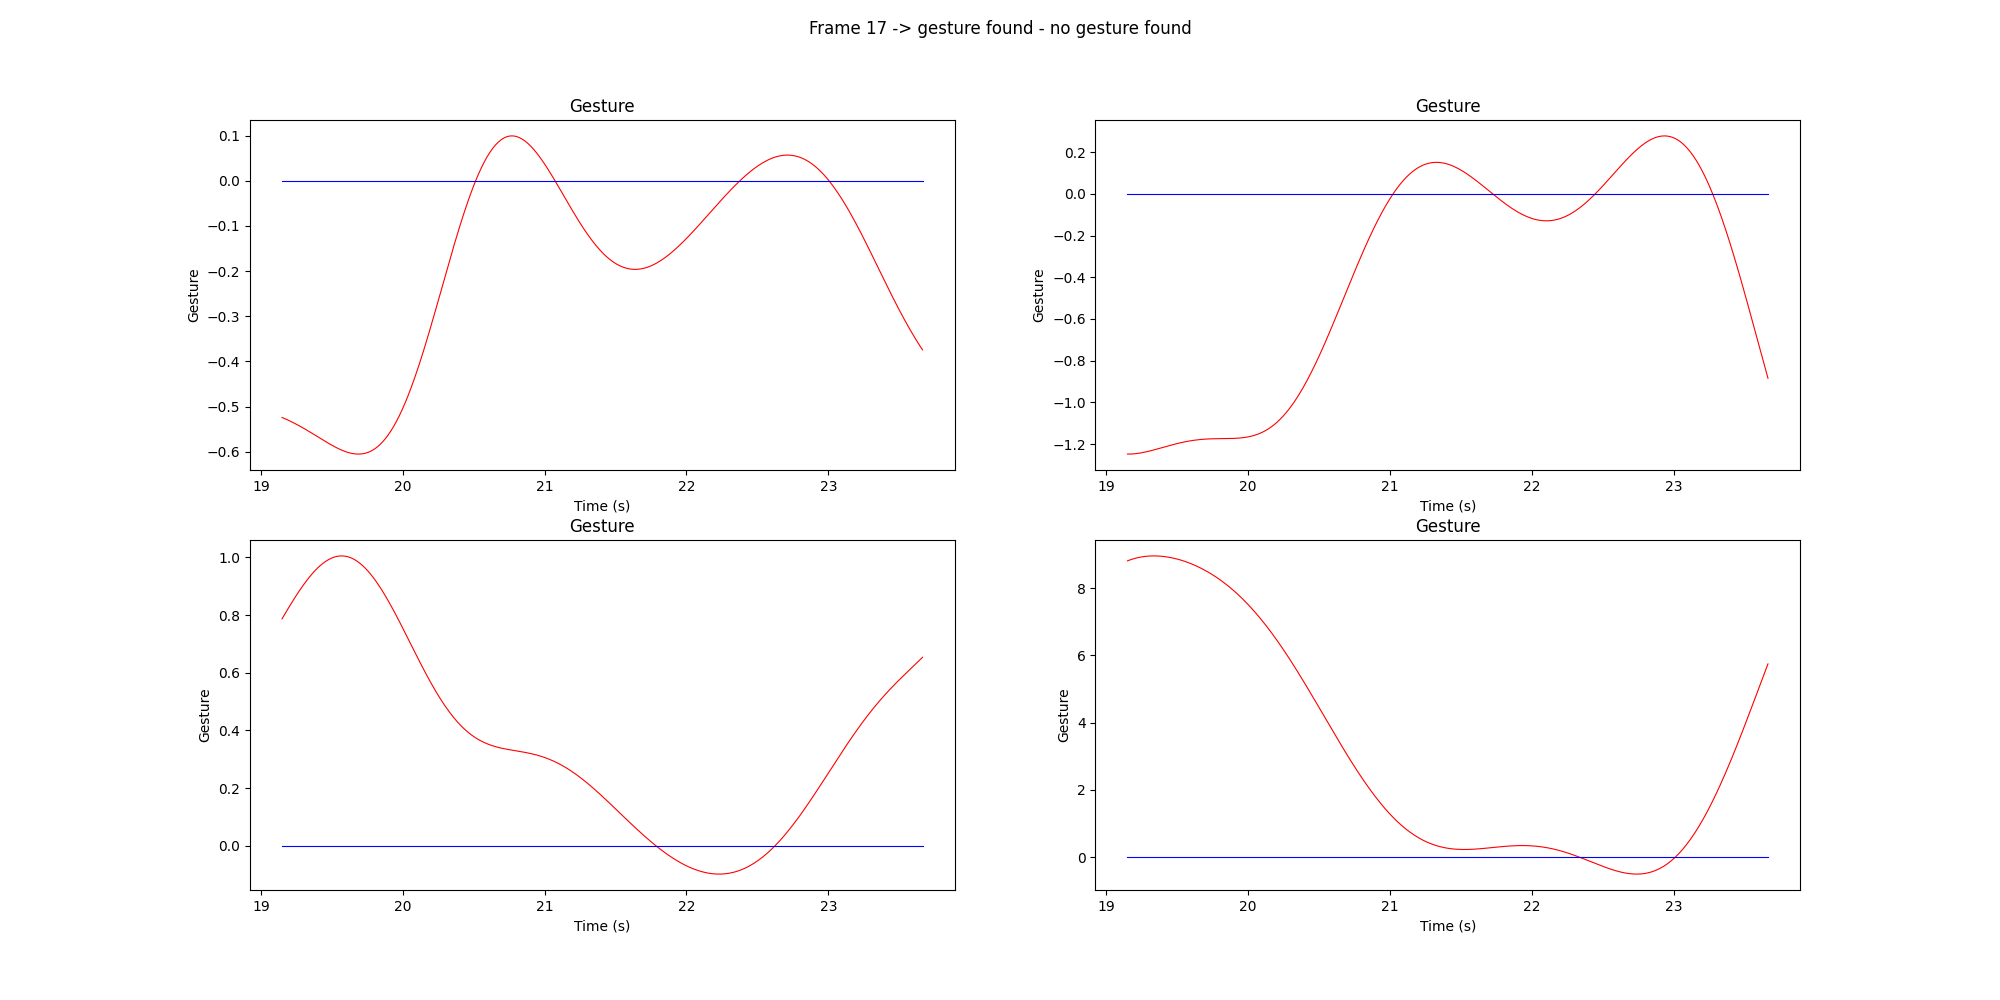 Frame 17 -> gesture found - no gesture found
Gesture
Gesture
0.1
0.0
−0.1
−0.2
−0.3
−0.4
−0.5
−0.6
19 20 21 22 23
Time (s)
Gesture
Gesture
0.2
0.0
−0.2
−0.4
−0.6
−0.8
−1.0
−1.2
19 20 21 22 23
Time (s)
Gesture
Gesture
1.0
0.8
0.6
0.4
0.2
0.0
19 20 21 22 23
Time (s)
Gesture
Gesture
8
6
4
2
0
19 20 21 22 23
Time (s)